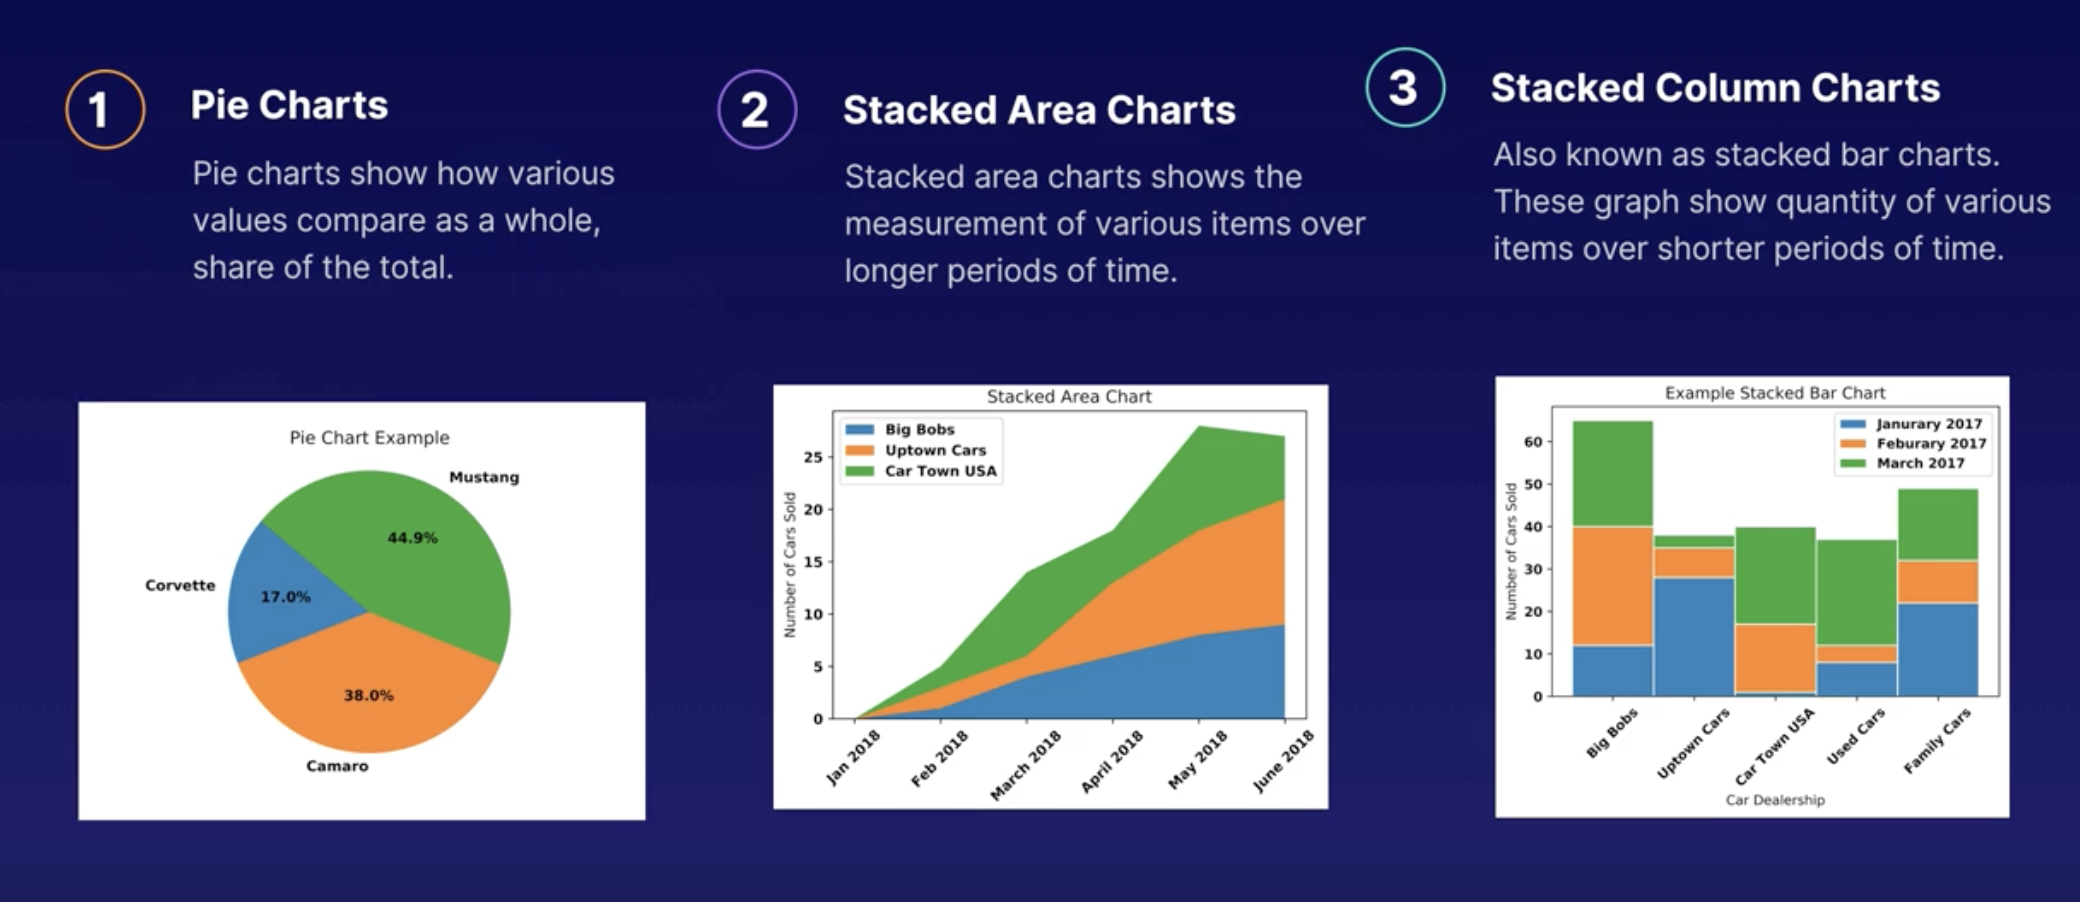 1
Pie Charts
Pie charts show how various
values compare as a whole,
share of the total.
Pie Chart Example
Mustang
44.9%
Corvette
17.0%
38.0%
Camaro
2
Stacked Area Charts
Stacked area charts shows the
measurement of various items over
longer periods of time.
Stacked Area Chart
Big Bobs
Uptown Cars
Car Town USA
Number of Cars Sold
25
20
15
10
5
0
Jan 2018
Feb 2018
March 2018
April 2018
May 2018
June 2018
3
Stacked Column Charts
Also known as stacked bar charts.
These graph show quantity of various
items over shorter periods of time.
Example Stacked Bar Chart
Janurary 2017
Feburary 2017
March 2017
Number of Cars Sold
60
50
40
30
20
10
0
Big Bobs
Uptown Cars
Car Town USA
Used Cars
Family Cars
Car Dealership